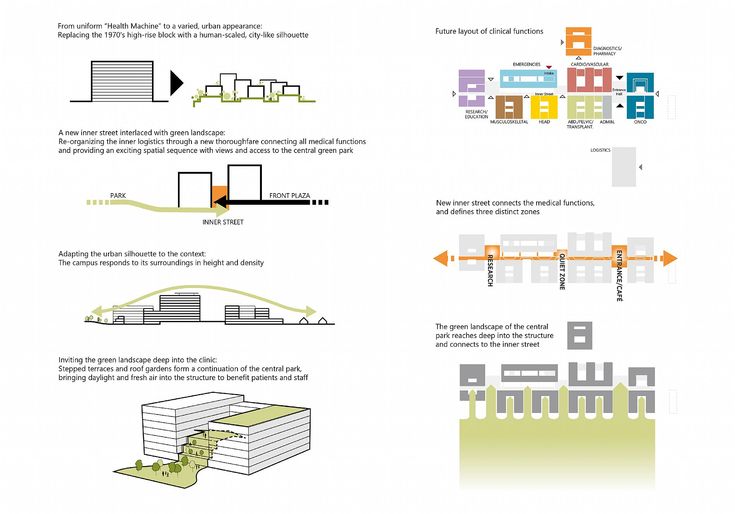 From uniform "Health Machine" to a varied, urban appearance:
Replacing the 1970's high-rise block with a human-scaled, city-like silhouette
A new inner street interlaced with green landscape:
Re-organizing the inner logistics through a new thoroughfare connecting all medical functions
and providing an exciting spatial sequence with views and access to the central green park
PARK
FRONT PLAZA
INNER STREET
Adapting the urban silhouette to the context:
The campus responds to its surroundings in height and density
Inviting the green landscape deep into the clinic:
Stepped terraces and roof gardens form a continuation of the central park,
bringing daylight and fresh air into the structure to benefit patients and staff
Future layout of clinical functions
DIAGNOSTICS/
PHARMACY
EMERGENCIES
CARDIO/VASCULAR
Intake
Inner Street
Entrance
Hall
RESEARCH/
EDUCATION
MUSCULOSKELETAL
HEAD
ABD./PELVIC/
TRANSPLANT.
ADMIN.
ONCO
LOGISTICS
New inner street connects the medical functions,
and defines three distinct zones
RESEARCH
QUIET ZONE
ENTRANCE/CAFÉ
The green landscape of the central
park reaches deep into the structure
and connects to the inner street